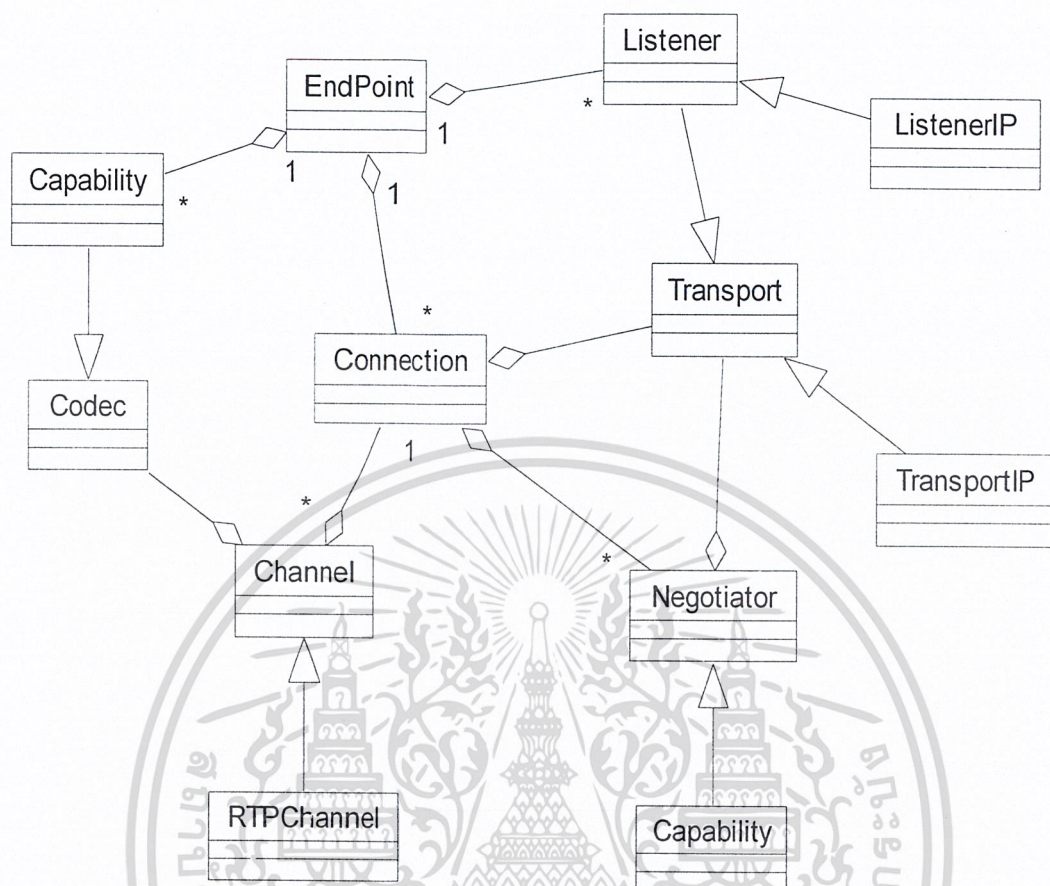 Listener
EndPoint
*
1
ListenerIP
Capability
1
*
1
Transport
*
Connection
Codec
1
TransportIP
*
*
Channel
Negotiator
RTPChannel
Capability